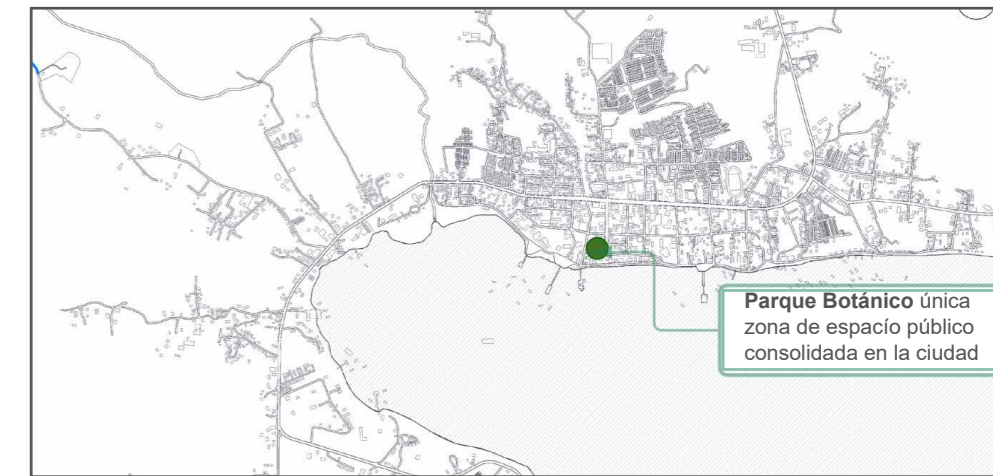 Parque Botánico única
zona de espacío público
consolidada en la ciudad